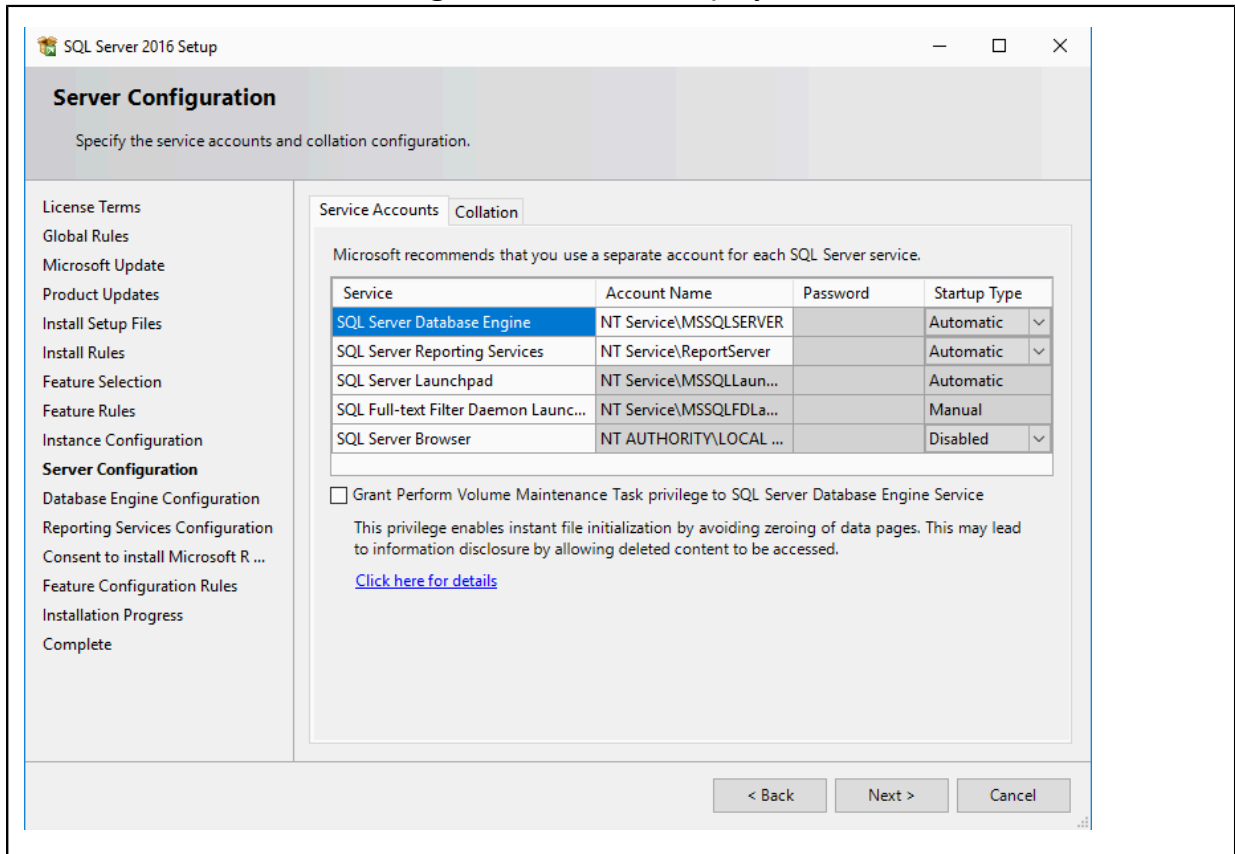 SQL Server 2016 Setup
Server Configuration
Specify the service accounts and collation configuration.
License Terms
Global Rules
Microsoft Update
Product Updates
Install Setup Files
Install Rules
Feature Selection
Feature Rules
Instance Configuration
Server Configuration
Database Engine Configuration
Reporting Services Configuration
Consent to install Microsoft R ...
Feature Configuration Rules
Installation Progress
Complete
Service Accounts Collation
Microsoft recommends that you use a separate account for each SQL Server service.
Service Account Name Password Startup Type
SQL Server Database Engine NT Service\MSSQLSERVER Automatic
SQL Server Reporting Services NT Service\ReportServer Automatic
SQL Server Launchpad NT Service\MSSQLLaun... Automatic
SQL Full-text Filter Daemon Launc... NT Service\MSSQLFDLa... Manual
SQL Server Browser NT AUTHORITY\LOCAL ... Disabled
Grant Perform Volume Maintenance Task privilege to SQL Server Database Engine Service
This privilege enables instant file initialization by avoiding zeroing of data pages. This may lead
to information disclosure by allowing deleted content to be accessed.
Click here for details
< Back Next > Cancel